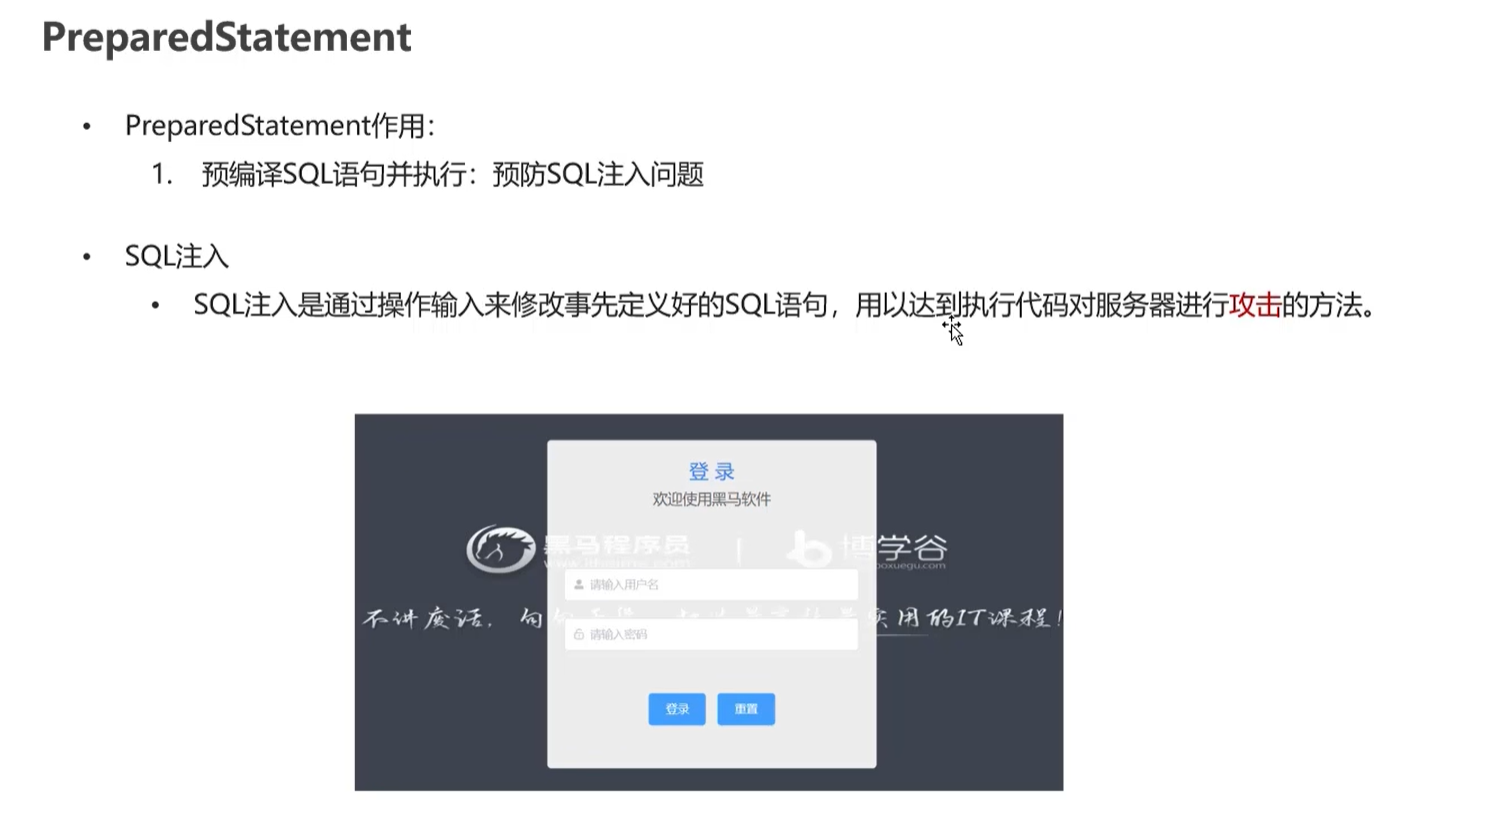 PreparedStatement
• PreparedStatement作用：
1. 预编译SQL语句并执行：预防SQL注入问题
• SQL注入
• SQL注入是通过操作输入来修改事先定义好的SQL语句，用以达到执行代码对服务器进行攻击的方法。
登 录
欢迎使用黑马软件
黑马程序员 | 博学谷
请输入用户名
不讲废话，句 实用的IT课程！
请输入密码
登录 重置